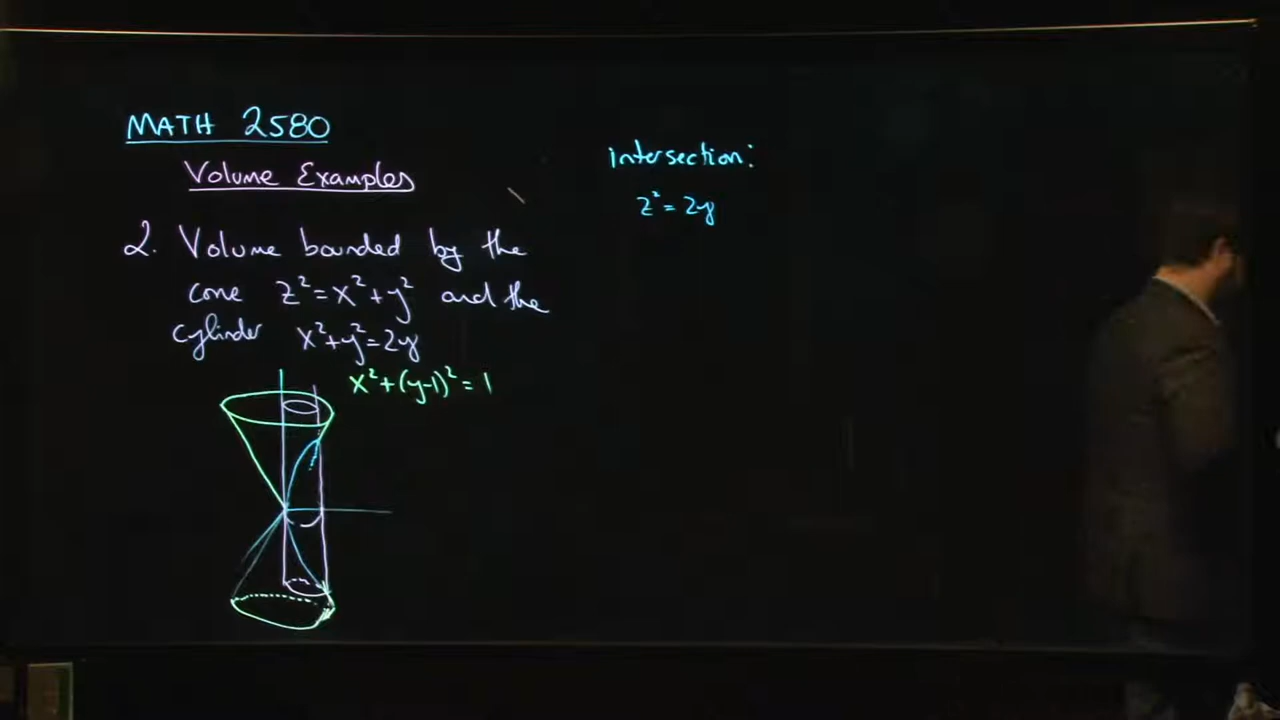 MATH 2580
Volume Examples
2. Volume bounded by the
cone z² = x² + y² and the
cylinder x² + y² = 2y
x² + (y-1)² = 1
intersection:
z² = 2y